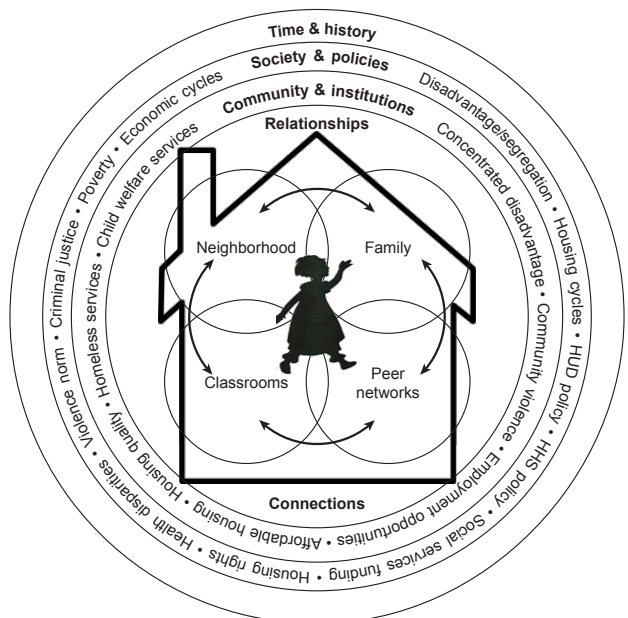 Time & history
Society & policies
Disadvantage/segregation • Housing cycles • HUD policy • HHS policy • Social services funding • Housing rights • Health disparities • Violence norm • Criminal justice • Poverty • Economic cycles
Community & institutions
Concentrated disadvantage • Community violence • Employment opportunities • Affordable housing • Housing quality • Homeless services • Child welfare services
Relationships
Neighborhood
Family
Classrooms
Peer
networks
Connections